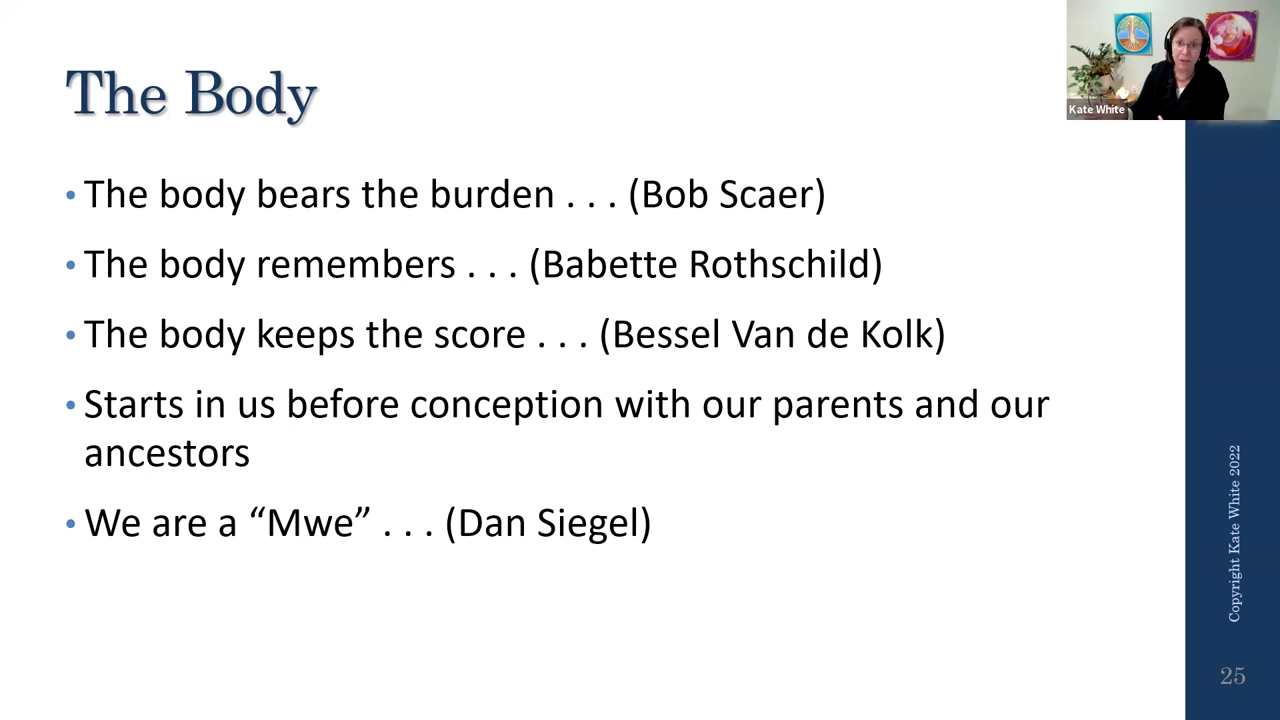 The Body
• The body bears the burden . . . (Bob Scaer)
• The body remembers . . . (Babette Rothschild)
• The body keeps the score . . . (Bessel Van de Kolk)
• Starts in us before conception with our parents and our
ancestors
• We are a “Mwe” . . . (Dan Siegel)
Kate White
Copyright Kate White 2022
25